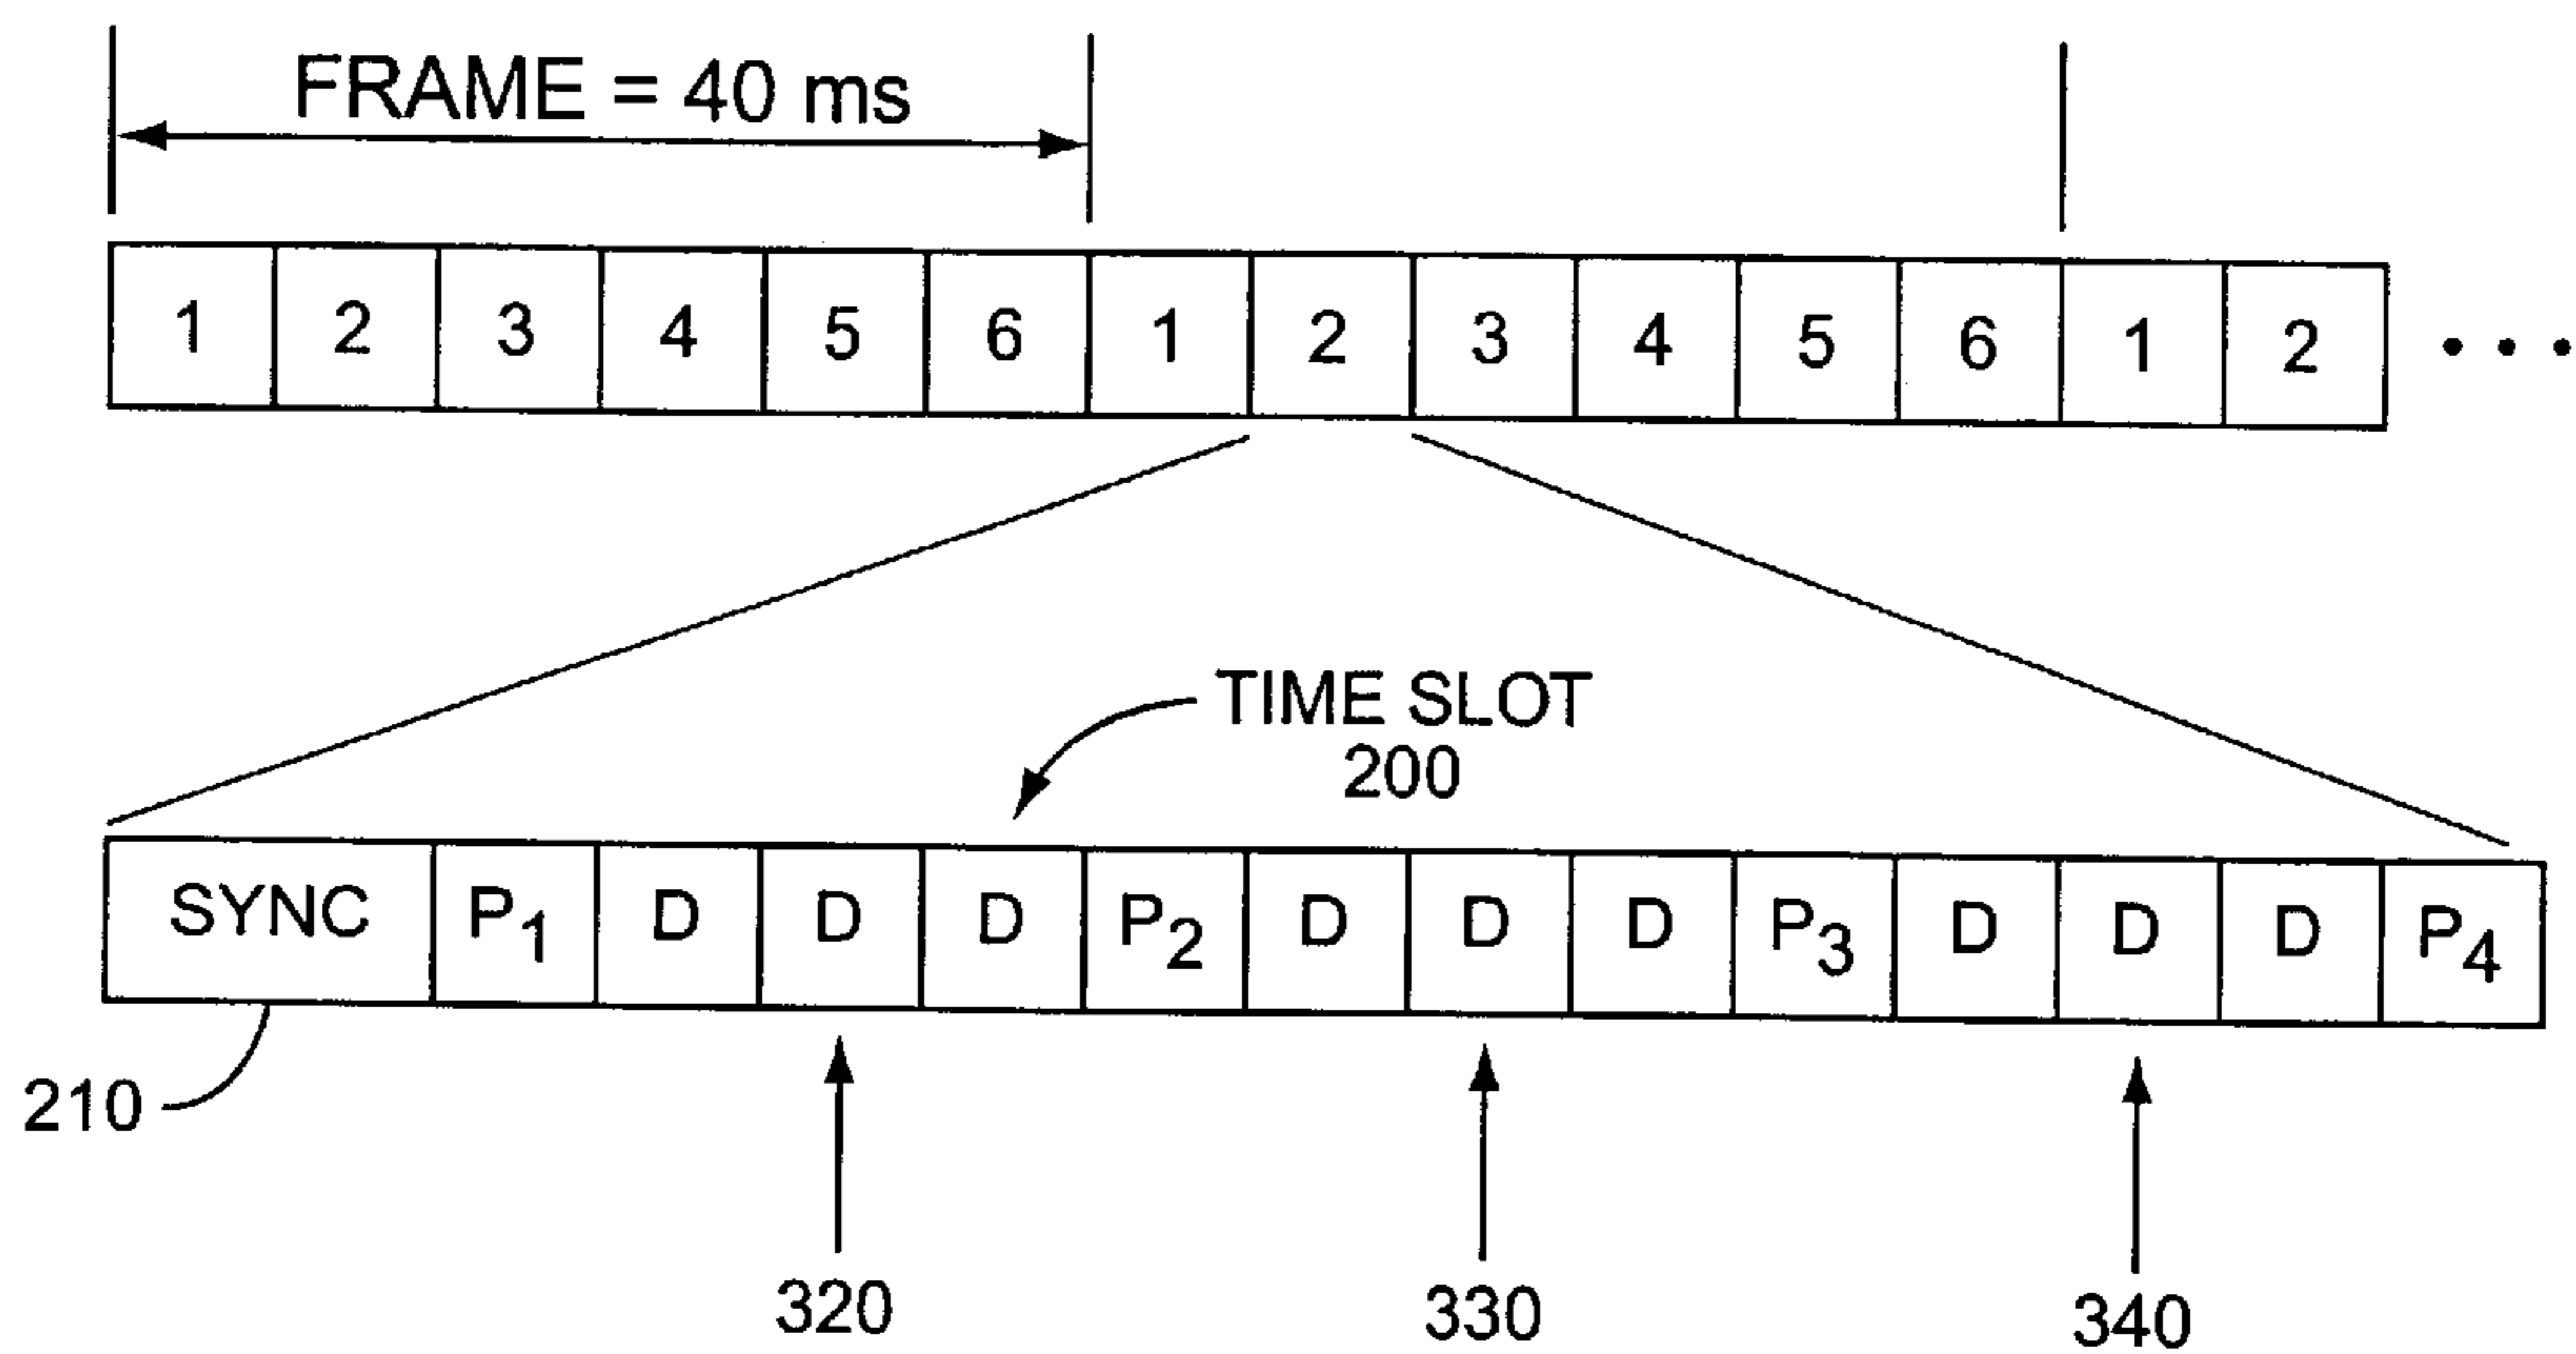 FRAME = 40 ms
1 2 3 4 5 6 1 2 3 4 5 6 1 2 • • •
TIME SLOT
200
SYNC P₁ D D D P₂ D D D P₃ D D D P₄
210
320 330 340